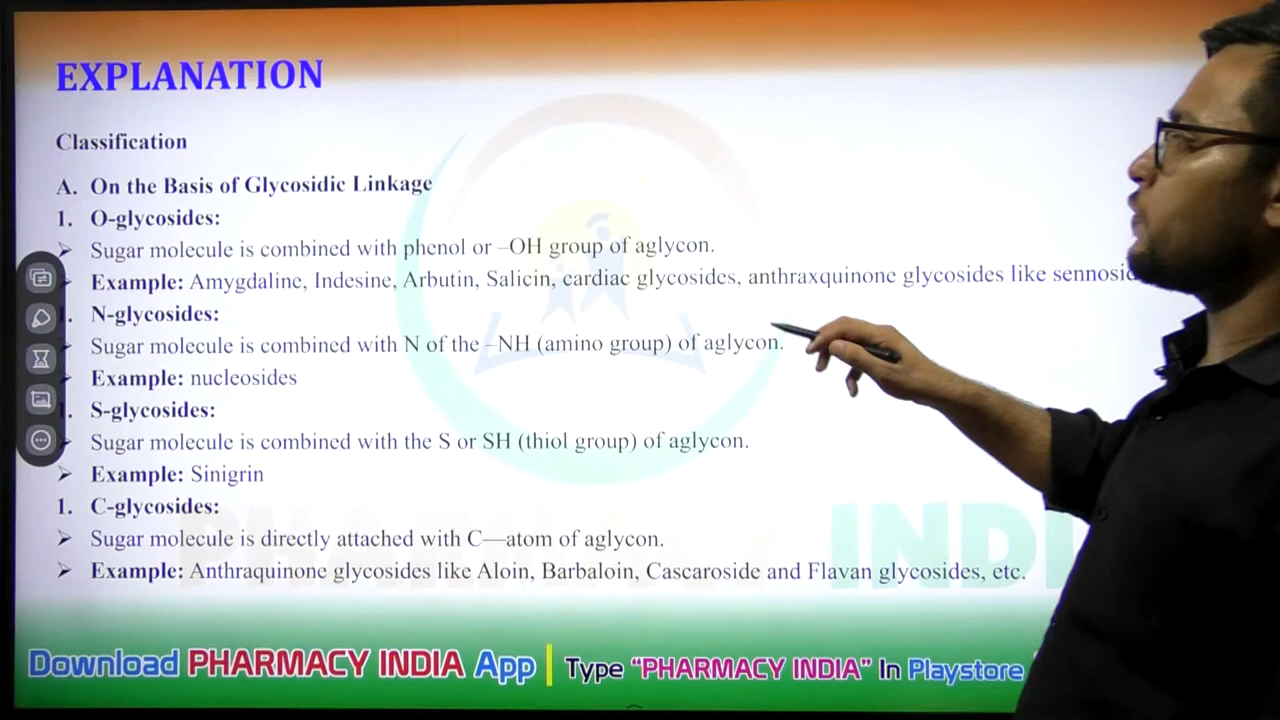 EXPLANATION
Classification
A. On the Basis of Glycosidic Linkage
1. O-glycosides:
Sugar molecule is combined with phenol or –OH group of aglycon.
➢ Example: Amygdaline, Indesine, Arbutin, Salicin, cardiac glycosides, anthraxquinone glycosides like
1. N-glycosides:
➢ Sugar molecule is combined with N of the –NH (amino group) of aglycon.
➢ Example: nucleosides
1. S-glycosides:
➢ Sugar molecule is combined with the S or SH (thiol group) of aglycon.
➢ Example: Sinigrin
1. C-glycosides:
➢ Sugar molecule is directly attached with C—atom of aglycon.
➢ Example: Anthraquinone glycosides like Aloin, Barbaloin, Cascaroside and Flavan glycosides, etc.
Download PHARMACY INDIA App | Type “PHARMACY INDIA” In Playstore